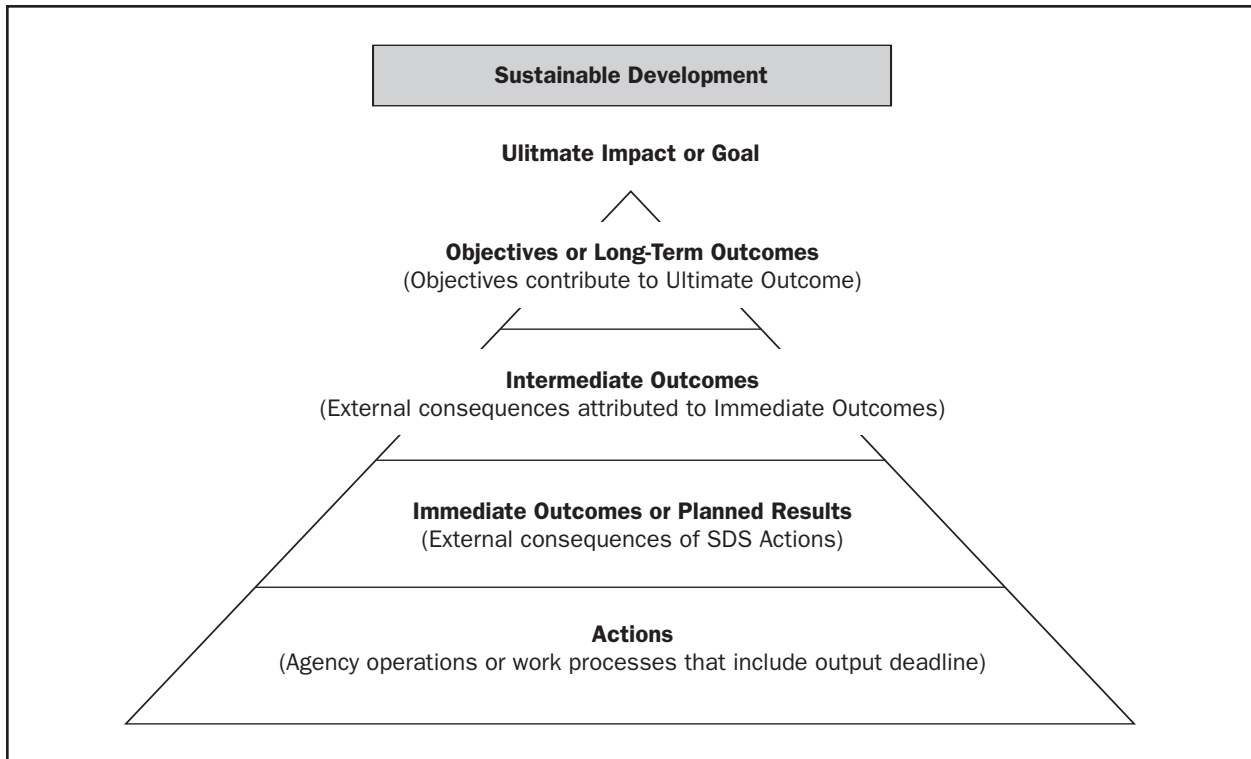 Sustainable Development
Ulitmate Impact or Goal
Objectives or Long-Term Outcomes
(Objectives contribute to Ultimate Outcome)
Intermediate Outcomes
(External consequences attributed to Immediate Outcomes)
Immediate Outcomes or Planned Results
(External consequences of SDS Actions)
Actions
(Agency operations or work processes that include output deadline)